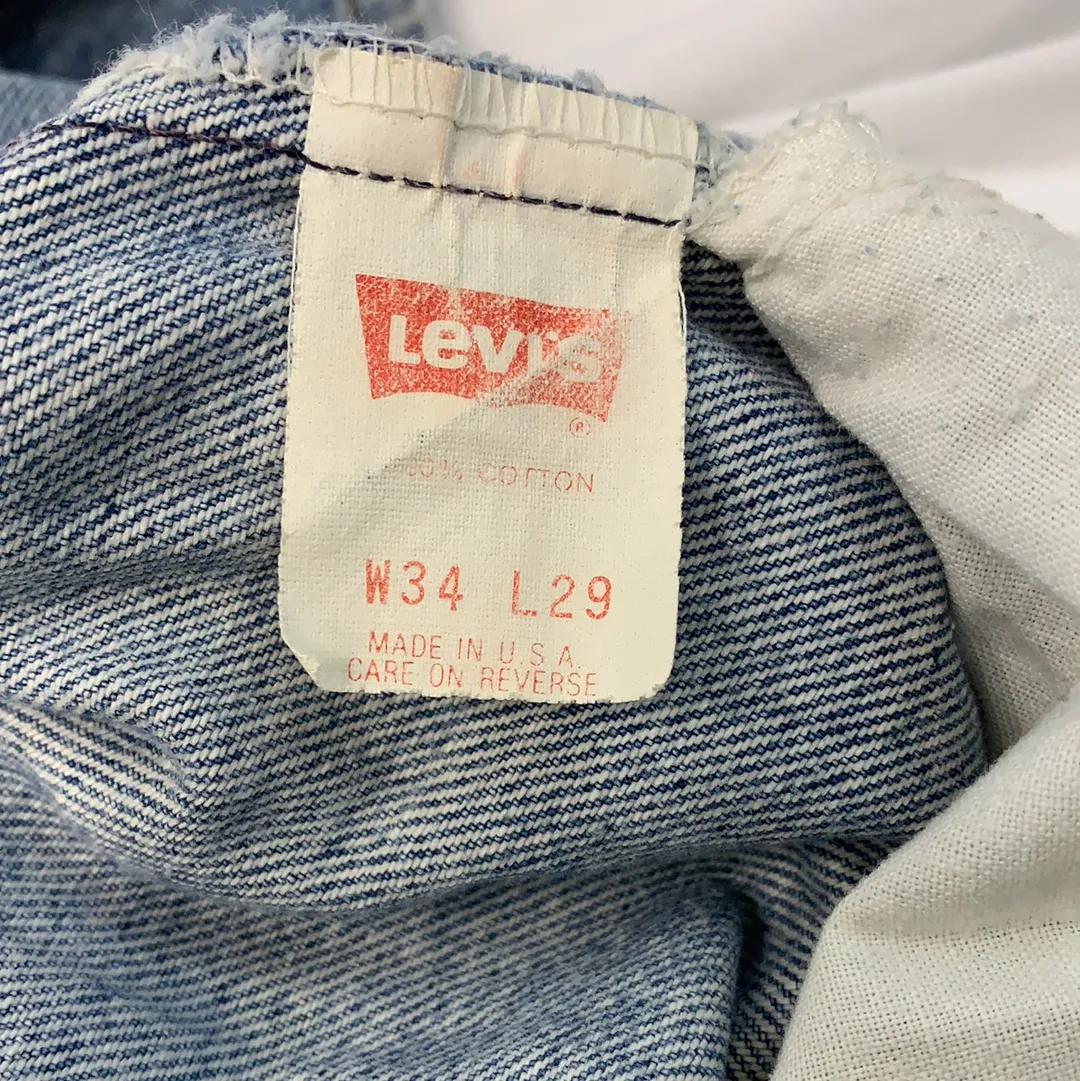 Levi's
®
COTTON
W34 L29
MADE IN U.S.A.
CARE ON REVERSE